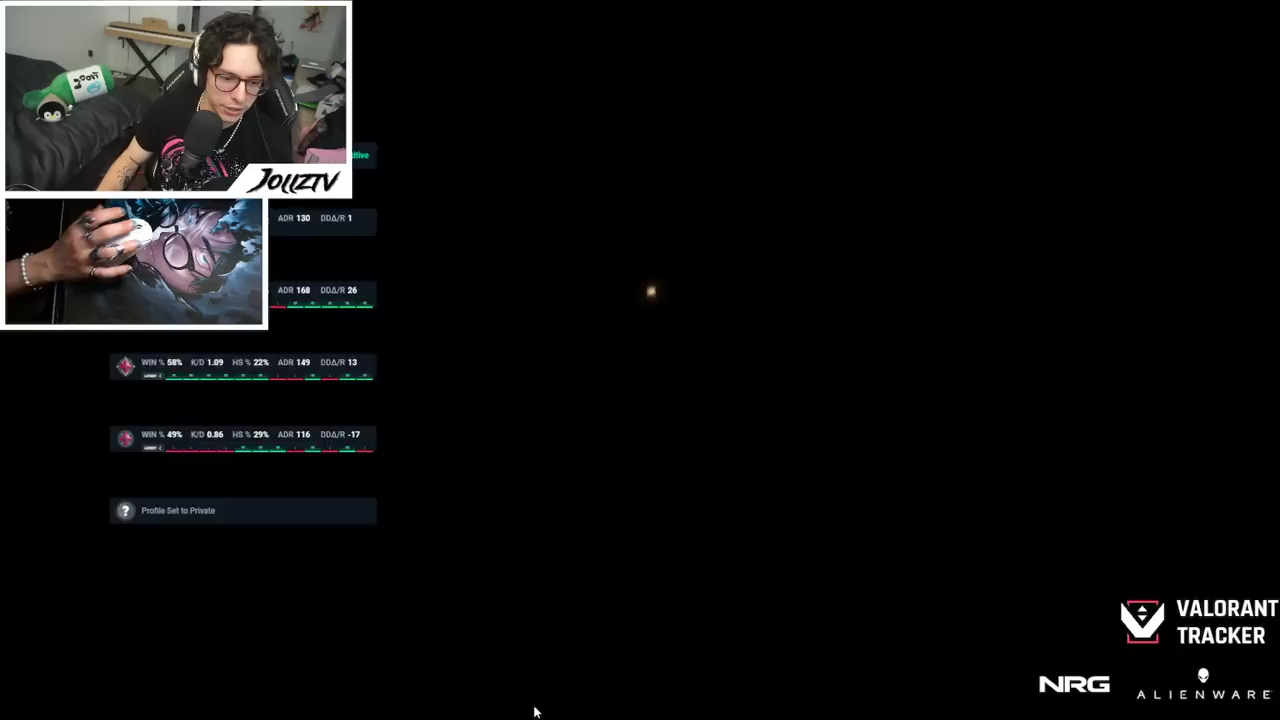 JOLLZTV
itive
ADR 130 DDΔ/R 1
ADR 168 DDΔ/R 26
WIN % 58% K/D 1.09 HS % 22% ADR 149 DDΔ/R 13
WIN % 49% K/D 0.86 HS % 29% ADR 116 DDΔ/R -17
? Profile Set to Private
VALORANT
TRACKER
NRG
ALIENWARE